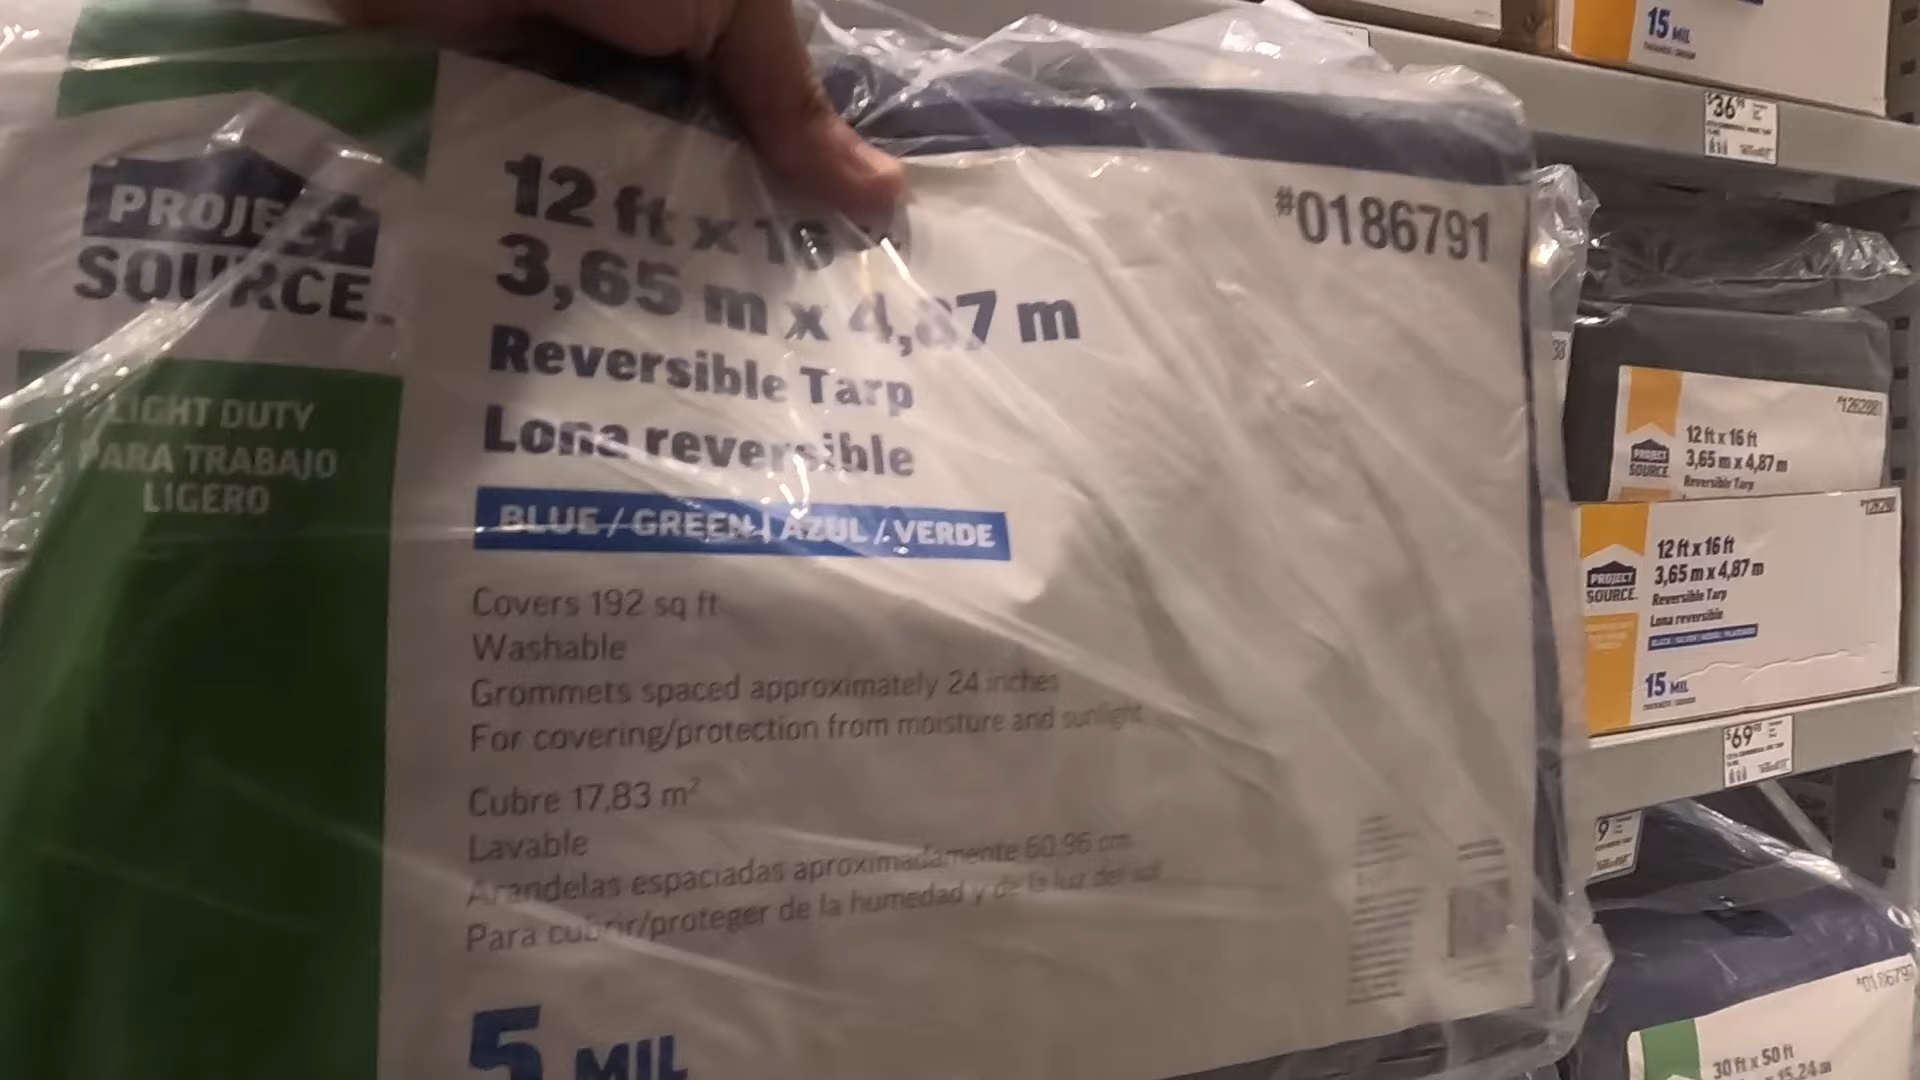 PROJECT
SOURCE.
LIGHT DUTY
PARA TRABAJO
LIGERO
12 ft x 16
3,65 m x 4,87 m
Reversible Tarp
Lona reversible
BLUE / GREEN | AZUL / VERDE
Covers 192 sq ft
Washable
Grommets spaced approximately 24 inches
For covering/protection from moisture and sunlight
Cubre 17,83 m²
Lavable
Arandelas espaciadas aproximadamente 60.96 cm
Para cubrir/proteger de la humedad y de la luz del sol
5 MIL
#0186791
15 MIL
$36
PROJECT
SOURCE.
12 ft x 16 ft
3,65 m x 4,87 m
Reversible Tarp
PROJECT
SOURCE.
12 ft x 16 ft
3,65 m x 4,87 m
Reversible Tarp
Lona reversible
15 MIL
$69
9
30 ft x 50 ft
15,24 m